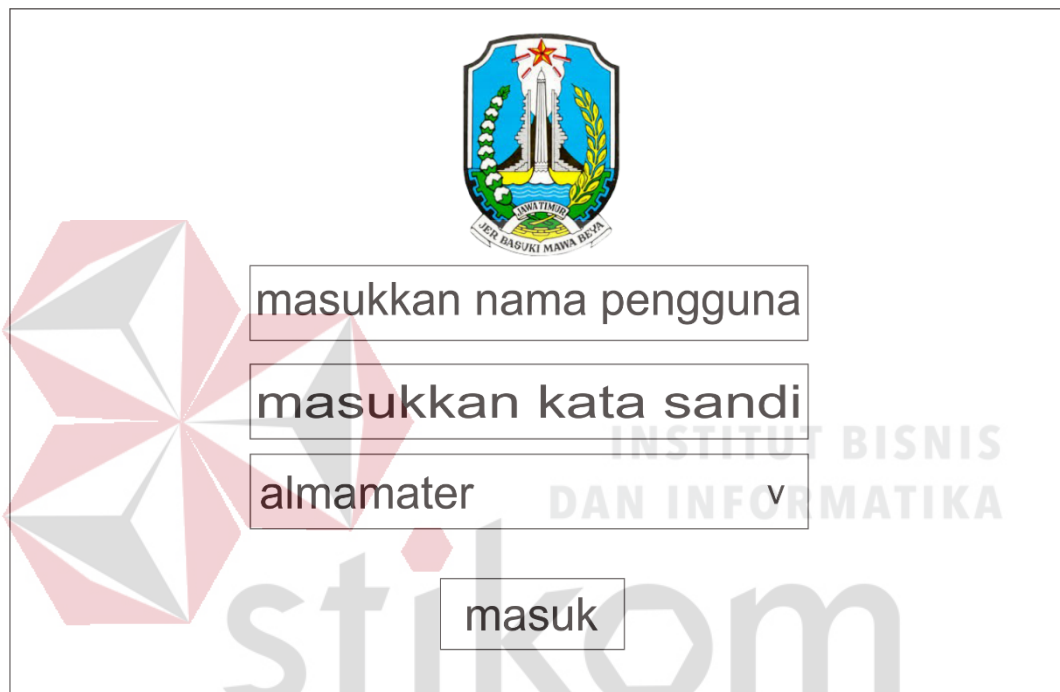 JAWA TIMUR
JER BASUKI MAWA BEYA
masukkan nama pengguna
masukkan kata sandi
INSTITUT BISNIS
almamater v
DAN INFORMATIKA
masuk
stikom